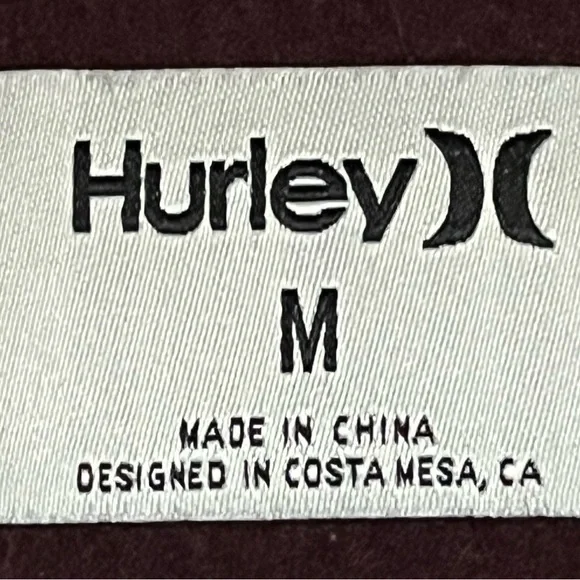 Hurley
M
MADE IN CHINA
DESIGNED IN COSTA MESA, CA